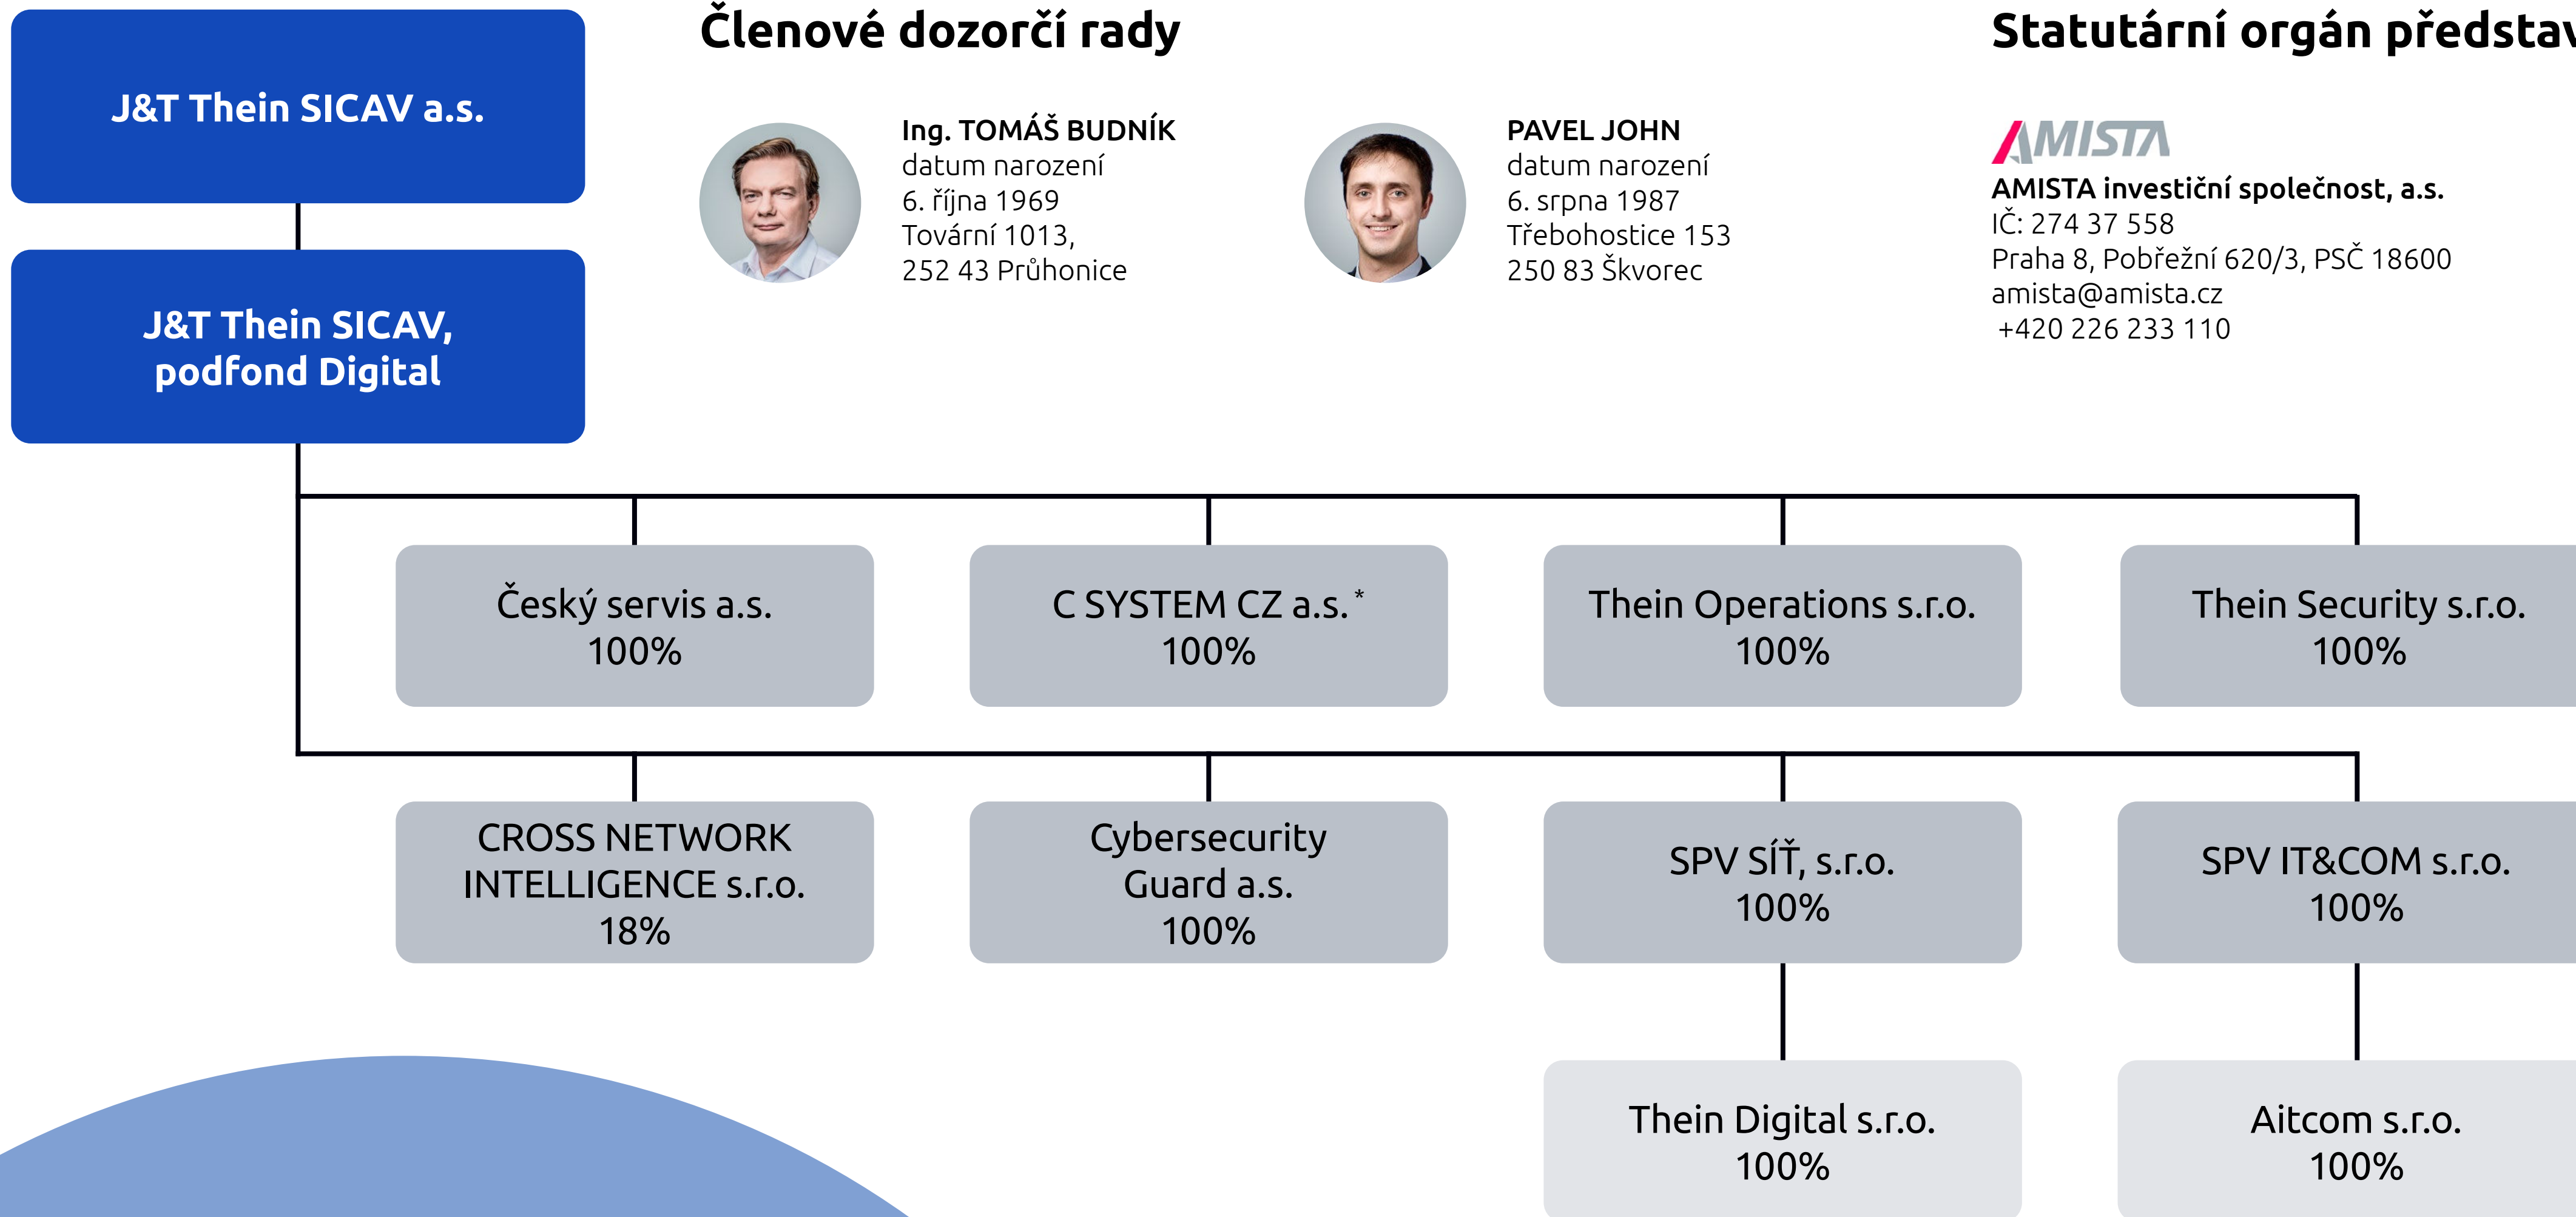 J&T Thein SICAV a.s.
J&T Thein SICAV,
podfond Digital
Členové dozorčí rady
Ing. TOMÁŠ BUDNÍK
datum narození
6. října 1969
Tovární 1013,
252 43 Průhonice
PAVEL JOHN
datum narození
6. srpna 1987
Třebohostice 153
250 83 Škvorec
Statutární orgán představ
AMISTA
AMISTA investiční společnost, a.s.
IČ: 274 37 558
Praha 8, Pobřežní 620/3, PSČ 18600
amista@amista.cz
+420 226 233 110
Český servis a.s.
100%
C SYSTEM CZ a.s.*
100%
Thein Operations s.r.o.
100%
Thein Security s.r.o.
100%
CROSS NETWORK
INTELLIGENCE s.r.o.
18%
Cybersecurity
Guard a.s.
100%
SPV SÍŤ, s.r.o.
100%
SPV IT&COM s.r.o.
100%
Thein Digital s.r.o.
100%
Aitcom s.r.o.
100%